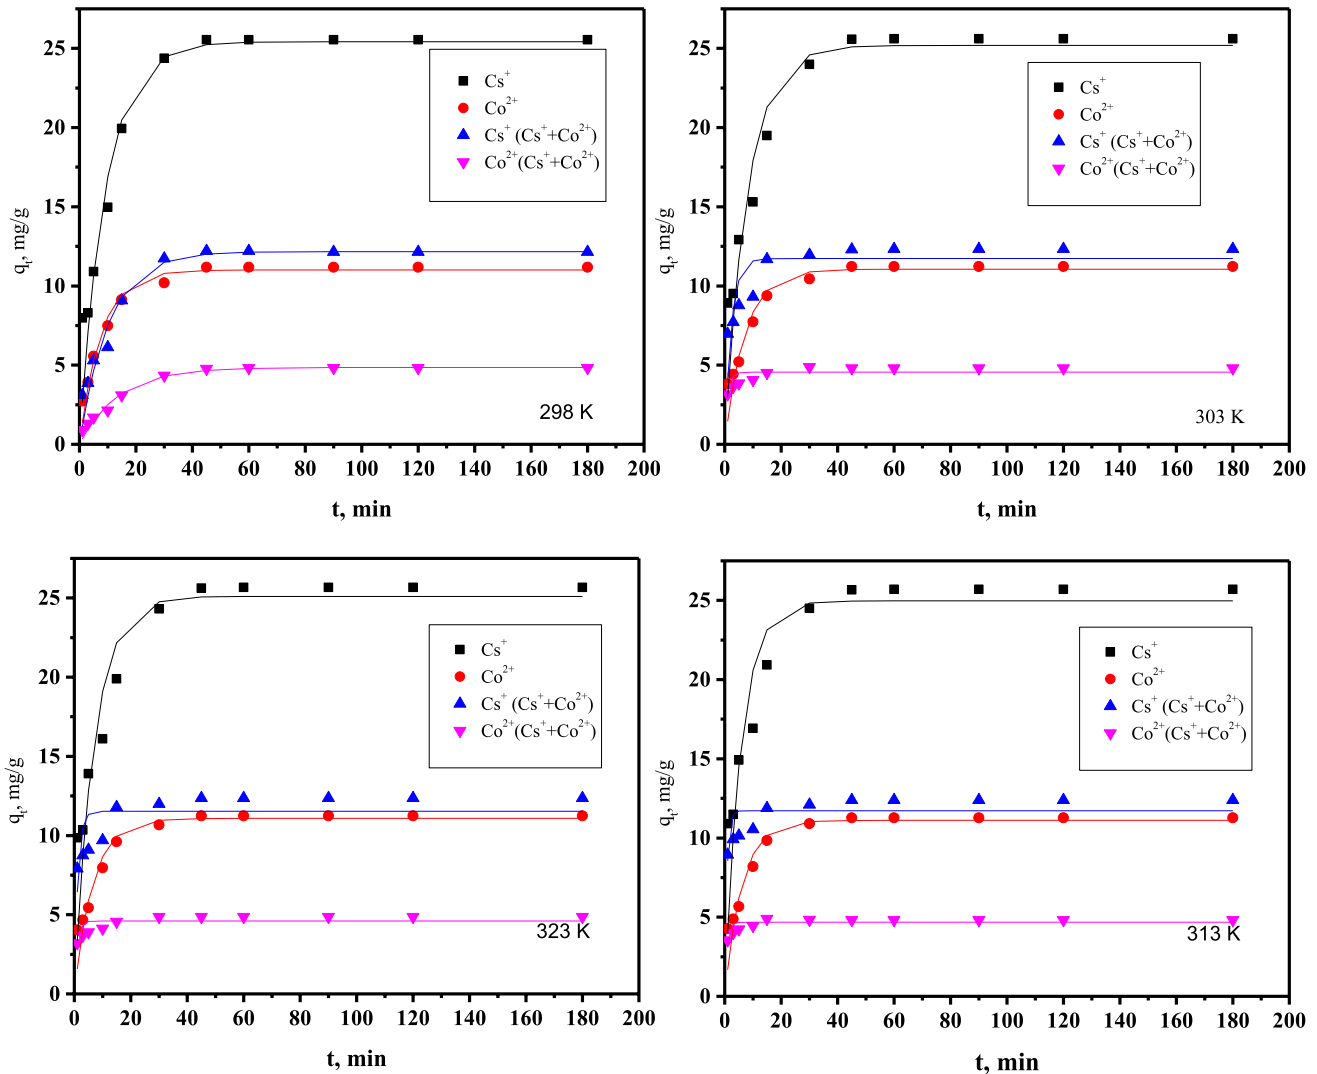 25
20
15
10
5
0
q_t, mg/g
Cs⁺
Co²⁺
Cs⁺ (Cs⁺+Co²⁺)
Co²⁺(Cs⁺+Co²⁺)
298 K
0 20 40 60 80 100 120 140 160 180 200
t, min
25
20
15
10
5
0
q_t, mg/g
Cs⁺
Co²⁺
Cs⁺ (Cs⁺+Co²⁺)
Co²⁺(Cs⁺+Co²⁺)
303 K
0 20 40 60 80 100 120 140 160 180 200
t, min
25
20
15
10
5
0
q_t, mg/g
Cs⁺
Co²⁺
Cs⁺ (Cs⁺+Co²⁺)
Co²⁺(Cs⁺+Co²⁺)
323 K
0 20 40 60 80 100 120 140 160 180 200
t, min
25
20
15
10
5
0
q_t, mg/g
Cs⁺
Co²⁺
Cs⁺ (Cs⁺+Co²⁺)
Co²⁺(Cs⁺+Co²⁺)
313 K
0 20 40 60 80 100 120 140 160 180 200
t, min